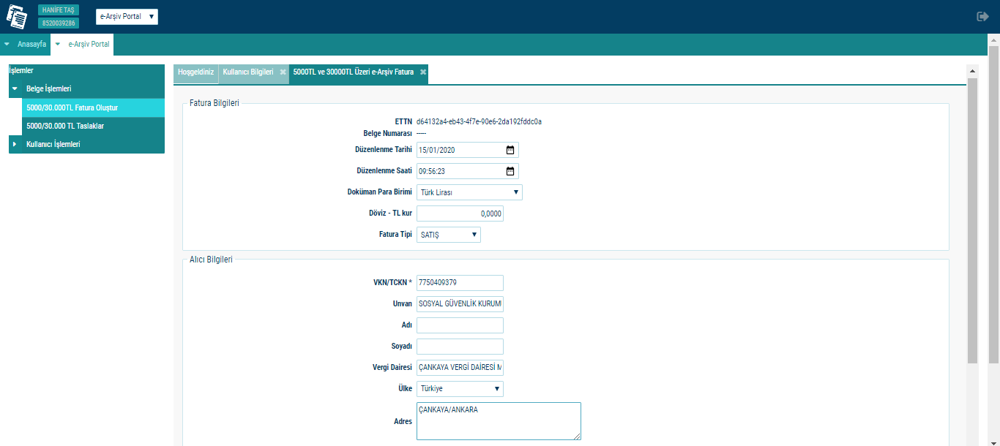 HANİFE TAŞ
8520039286
e-Arşiv Portal
Anasayfa
e-Arşiv Portal
İşlemler
Belge İşlemleri
5000/30.000TL Fatura Oluştur
5000/30.000 TL Taslaklar
Kullanıcı İşlemleri
Hoşgeldiniz
Kullanıcı Bilgileri
5000TL ve 30000TL Üzeri e-Arşiv Fatura
Fatura Bilgileri
ETTN d64132a4-eb43-4f7e-90e6-2da192fddc0a
Belge Numarası -----
Düzenlenme Tarihi 15/01/2020
Düzenlenme Saati 09:56:23
Doküman Para Birimi Türk Lirası
Döviz - TL kur 0,0000
Fatura Tipi SATIŞ
Alıcı Bilgileri
VKN/TCKN * 7750409379
Unvan SOSYAL GÜVENLİK KURUMU
Adı
Soyadı
Vergi Dairesi ÇANKAYA VERGİ DAİRESİ M
Ülke Türkiye
Adres ÇANKAYA/ANKARA